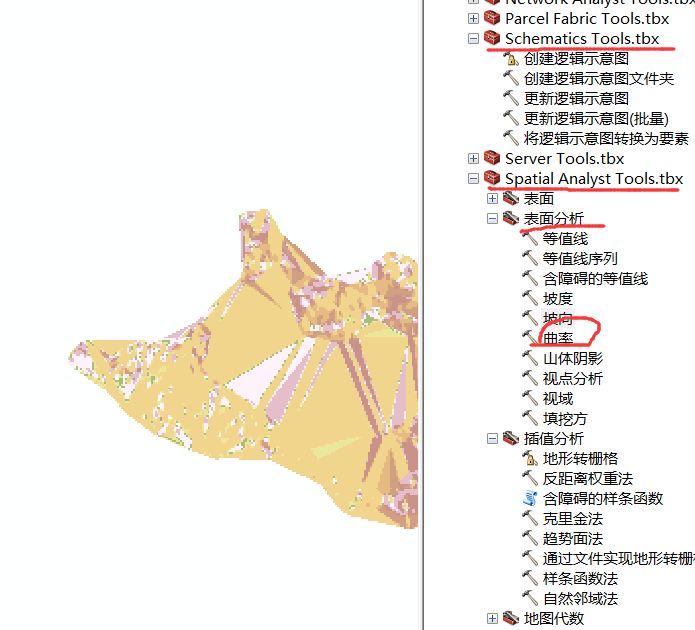 Network Analyst Tools.tbx
Parcel Fabric Tools.tbx
Schematics Tools.tbx
创建逻辑示意图
创建逻辑示意图文件夹
更新逻辑示意图
更新逻辑示意图(批量)
将逻辑示意图转换为要素
Server Tools.tbx
Spatial Analyst Tools.tbx
表面
表面分析
等值线
等值线序列
含障碍的等值线
坡度
坡向
曲率
山体阴影
视点分析
视域
填挖方
插值分析
地形转栅格
反距离权重法
含障碍的样条函数
克里金法
趋势面法
通过文件实现地形转栅格
样条函数法
自然邻域法
地图代数